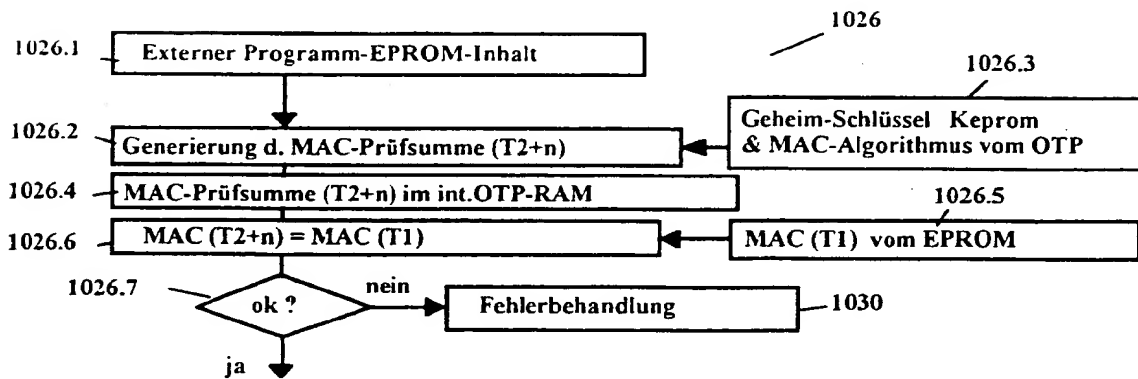 1026.1
Externer Programm-EPROM-Inhalt
1026
1026.3
1026.2
Generierung d. MAC-Prüfsumme (T2+n)
Geheim-Schlüssel Keprom
& MAC-Algorithmus vom OTP
1026.4
MAC-Prüfsumme (T2+n) im int.OTP-RAM
1026.5
1026.6
MAC (T2+n) = MAC (T1)
MAC (T1) vom EPROM
1026.7
ok ?
nein
Fehlerbehandlung
1030
ja